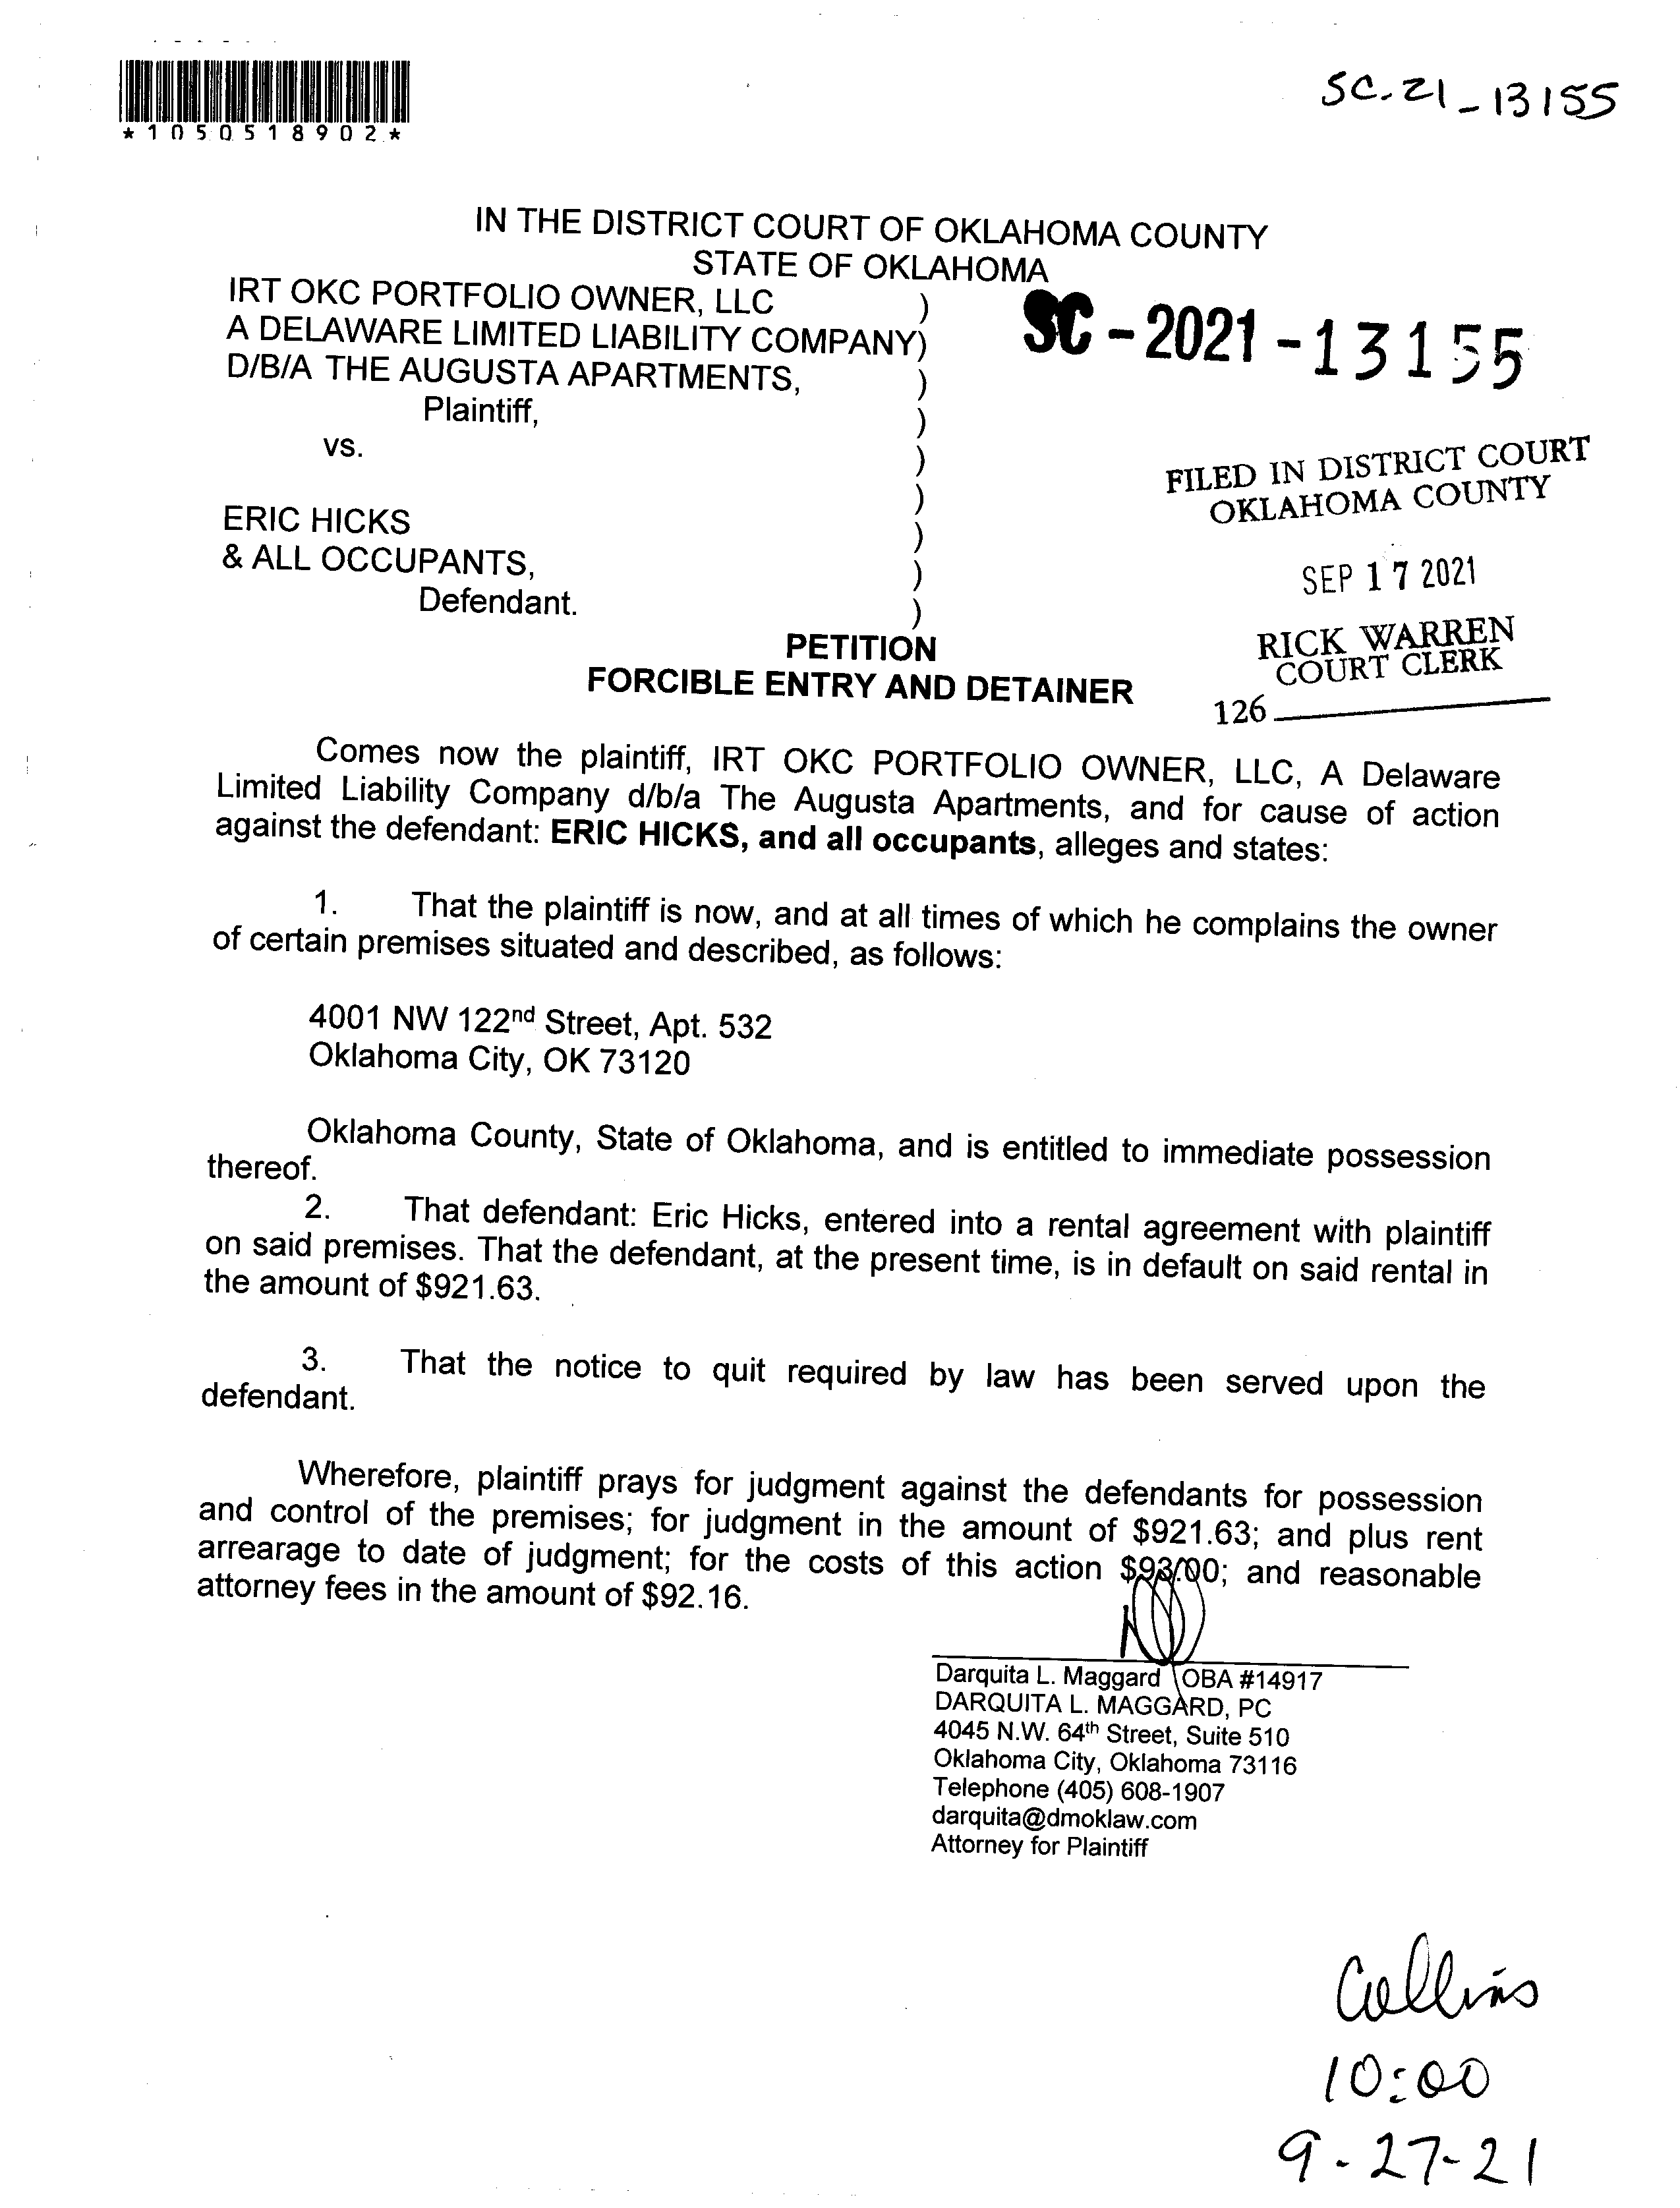 SC-21-13155
*1050518902*
IN THE DISTRICT COURT OF OKLAHOMA COUNTY
STATE OF OKLAHOMA
IRT OKC PORTFOLIO OWNER, LLC )
A DELAWARE LIMITED LIABILITY COMPANY)
D/B/A THE AUGUSTA APARTMENTS, )
Plaintiff, )
vs. )
)
ERIC HICKS )
& ALL OCCUPANTS, )
Defendant. )
SC-2021-13155
FILED IN DISTRICT COURT
OKLAHOMA COUNTY
SEP 17 2021
RICK WARREN
COURT CLERK
126
PETITION
FORCIBLE ENTRY AND DETAINER
Comes now the plaintiff, IRT OKC PORTFOLIO OWNER, LLC, A Delaware
Limited Liability Company d/b/a The Augusta Apartments, and for cause of action
against the defendant: ERIC HICKS, and all occupants, alleges and states:
1. That the plaintiff is now, and at all times of which he complains the owner
of certain premises situated and described, as follows:
4001 NW 122nd Street, Apt. 532
Oklahoma City, OK 73120
Oklahoma County, State of Oklahoma, and is entitled to immediate possession
thereof.
2. That defendant: Eric Hicks, entered into a rental agreement with plaintiff
on said premises. That the defendant, at the present time, is in default on said rental in
the amount of $921.63.
3. That the notice to quit required by law has been served upon the
defendant.
Wherefore, plaintiff prays for judgment against the defendants for possession
and control of the premises; for judgment in the amount of $921.63; and plus rent
arrearage to date of judgment; for the costs of this action $93.00; and reasonable
attorney fees in the amount of $92.16.
Darquita L. Maggard OBA #14917
DARQUITA L. MAGGARD, PC
4045 N.W. 64th Street, Suite 510
Oklahoma City, Oklahoma 73116
Telephone (405) 608-1907
darquita@dmoklaw.com
Attorney for Plaintiff
Collins
10:00
9-27-21